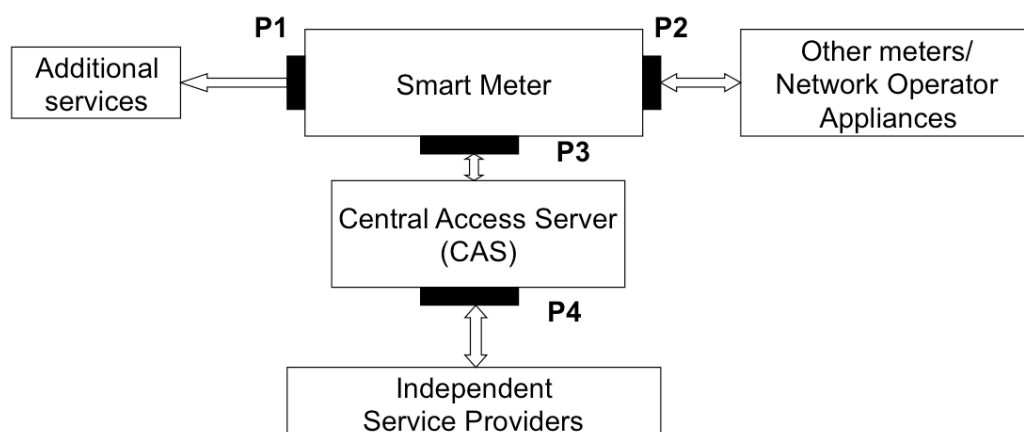 P1
P2
Additional
services
Smart Meter
Other meters/
Network Operator
Appliances
P3
Central Access Server
(CAS)
P4
Independent
Service Providers